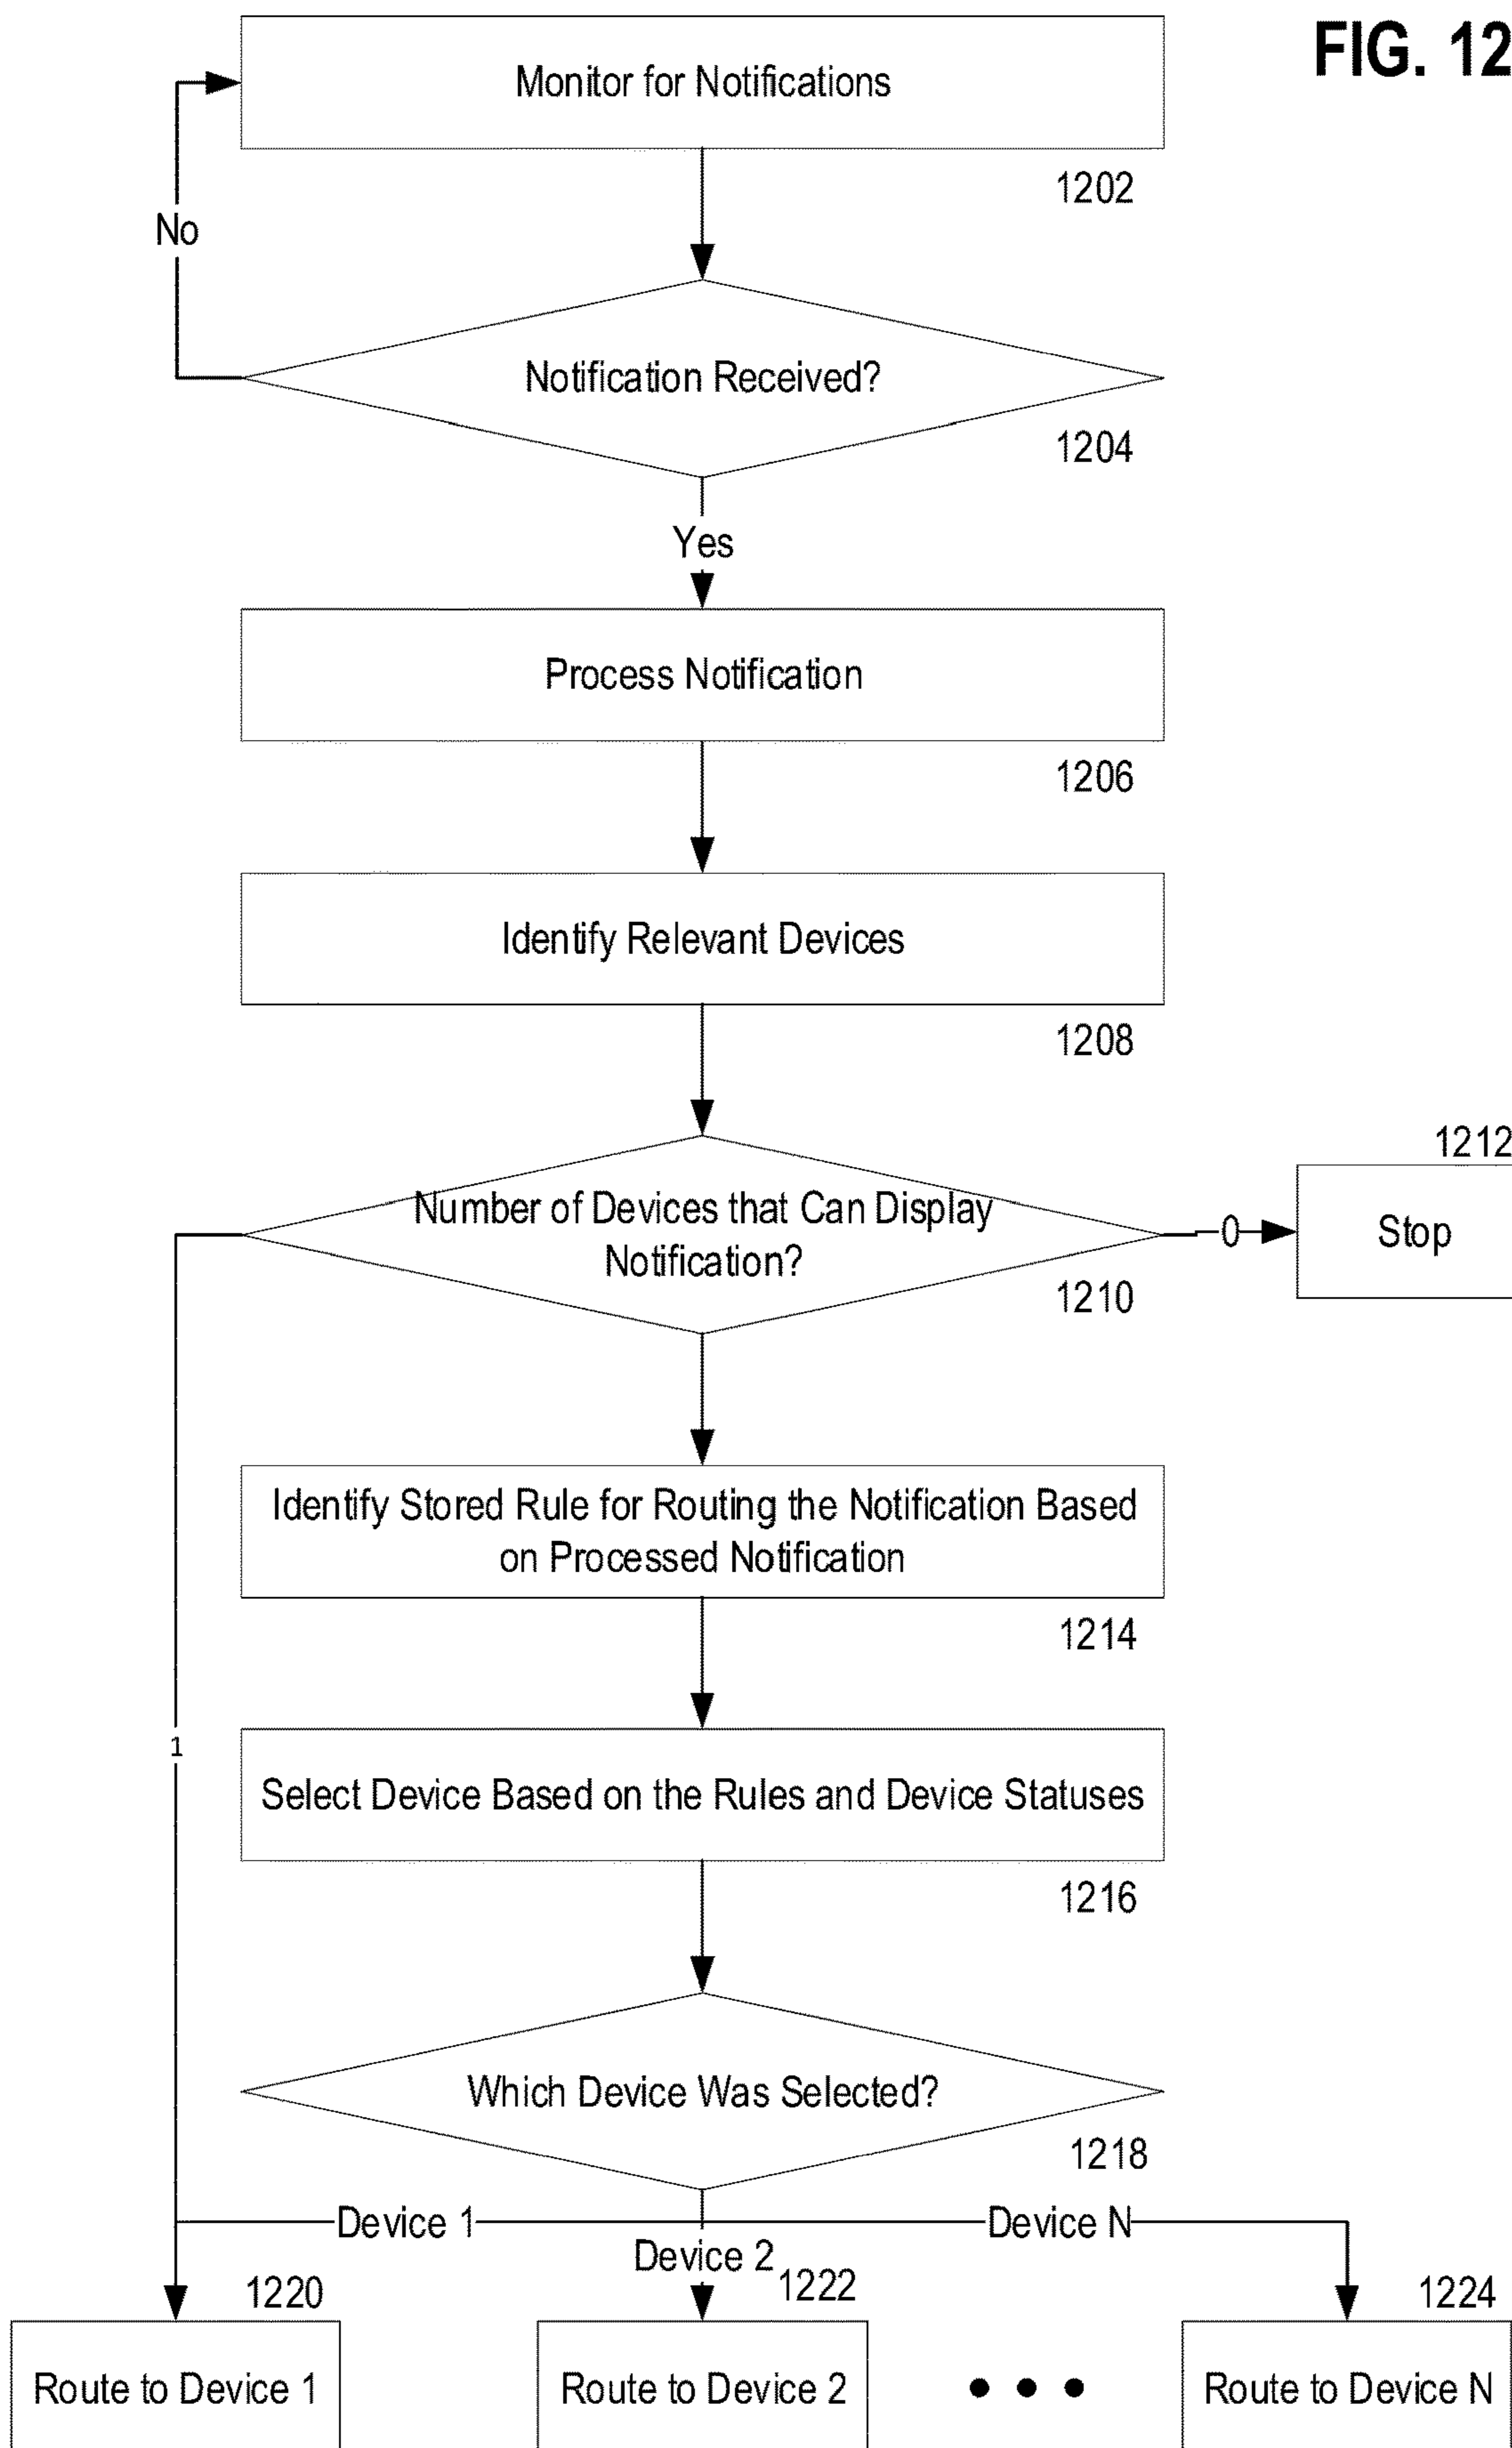 FIG. 12
Monitor for Notifications
1202
No
Notification Received?
1204
Yes
Process Notification
1206
Identify Relevant Devices
1208
1212
Number of Devices that Can Display
Notification?
0
Stop
1210
Identify Stored Rule for Routing the Notification Based
on Processed Notification
1214
1
Select Device Based on the Rules and Device Statuses
1216
Which Device Was Selected?
1218
Device 1
Device N
Device 2
1220
1222
1224
Route to Device 1
Route to Device 2
Route to Device N